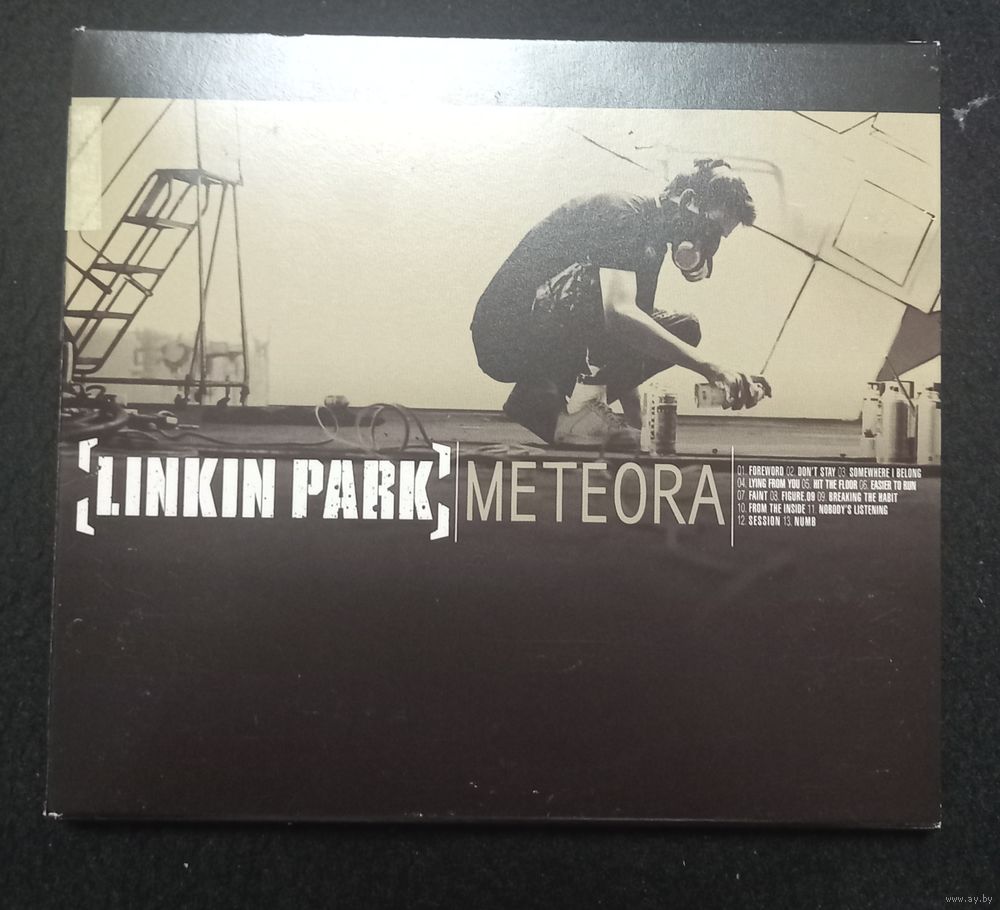 [LINKIN PARK]
METEORA
01. FOREWORD 02. DON'T STAY 03. SOMEWHERE I BELONG
04. LYING FROM YOU 05. HIT THE FLOOR 06. EASIER TO RUN
07. FAINT 08. FIGURE.09 09. BREAKING THE HABIT
10. FROM THE INSIDE 11. NOBODY'S LISTENING
12. SESSION 13. NUMB
www.ay.by